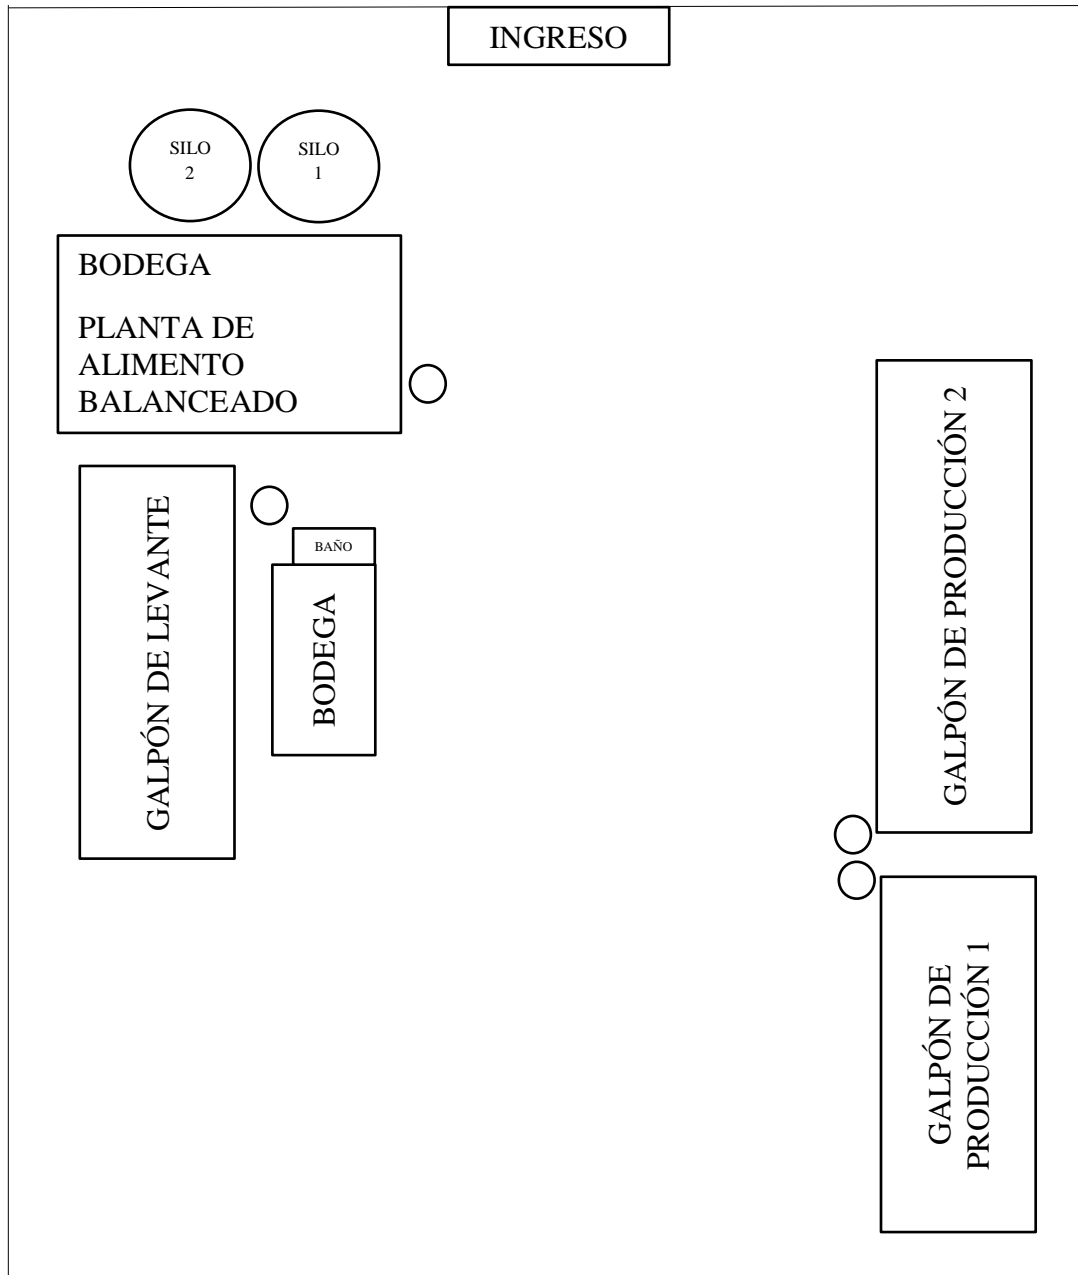 INGRESO
SILO
2
SILO
1
BODEGA
PLANTA DE
ALIMENTO
BALANCEADO
GALPÓN DE LEVANTE
BAÑO
BODEGA
GALPÓN DE PRODUCCIÓN 2
GALPÓN DE
PRODUCCIÓN 1